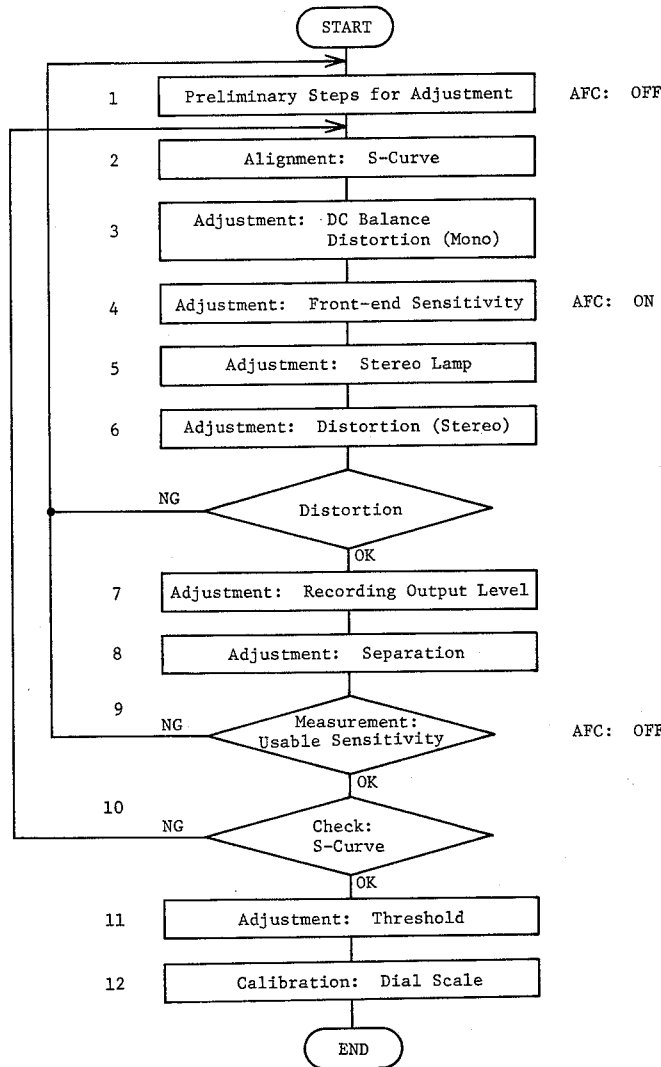 START
1 Preliminary Steps for Adjustment AFC: OFF
2 Alignment: S-Curve
3 Adjustment: DC Balance
Distortion (Mono)
4 Adjustment: Front-end Sensitivity AFC: ON
5 Adjustment: Stereo Lamp
6 Adjustment: Distortion (Stereo)
NG Distortion
OK
7 Adjustment: Recording Output Level
8 Adjustment: Separation
9
NG Measurement:
Usable Sensitivity AFC: OFF
OK
10
NG Check:
S-Curve
OK
11 Adjustment: Threshold
12 Calibration: Dial Scale
END